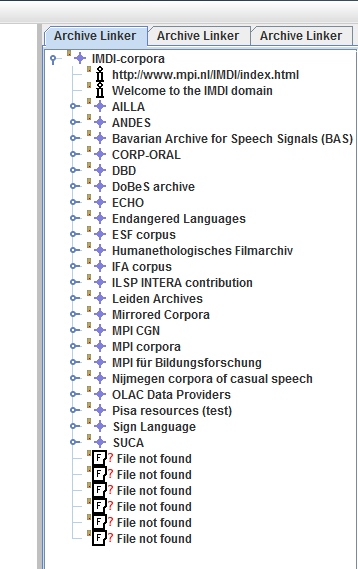 Archive Linker Archive Linker Archive Linker
IMDI-corpora
http://www.mpi.nl/IMDI/index.html
Welcome to the IMDI domain
AILLA
ANDES
Bavarian Archive for Speech Signals (BAS)
CORP-ORAL
DBD
DoBeS archive
ECHO
Endangered Languages
ESF corpus
Humanethologisches Filmarchiv
IFA corpus
ILSP INTERA contribution
Leiden Archives
Mirrored Corpora
MPI CGN
MPI corpora
MPI für Bildungsforschung
Nijmegen corpora of casual speech
OLAC Data Providers
Pisa resources (test)
Sign Language
SUCA
F ? File not found
F ? File not found
F ? File not found
F ? File not found
F ? File not found
F ? File not found